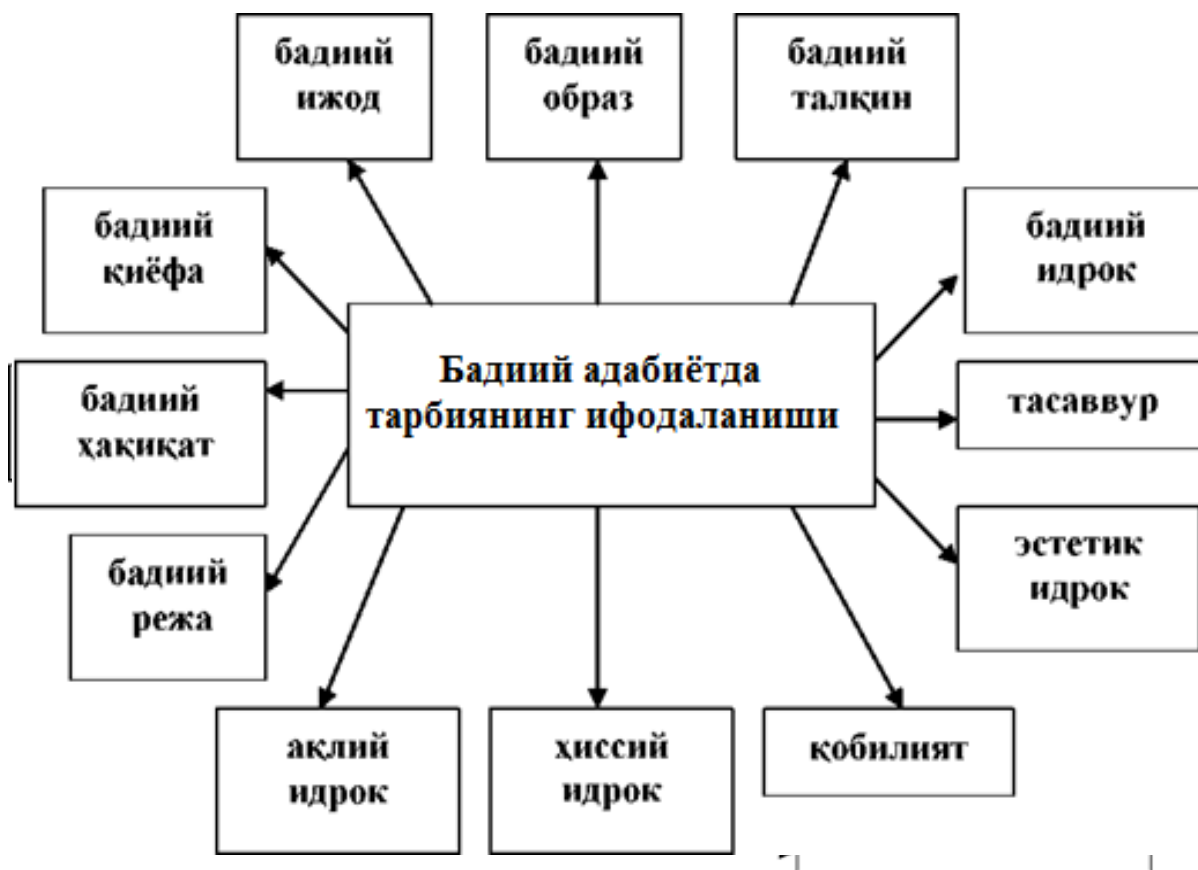 бадиий
ижод
бадиий
образ
бадиий
талқин
бадиий
қиёфа
бадиий
идрок
Бадиий адабиётда
тарбиянинг ифодаланиши
бадиий
ҳақиқат
тасаввур
бадиий
режа
эстетик
идрок
ақлий
идрок
ҳиссий
идрок
қобилият